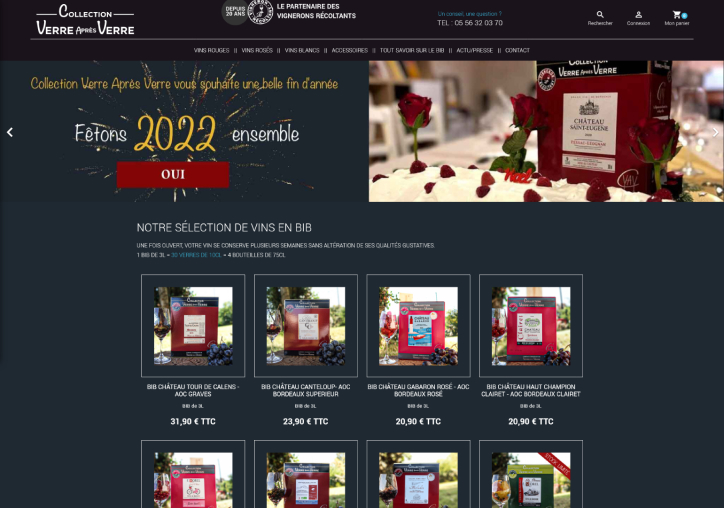 COLLECTION
VERRE APRÈS VERRE
DEPUIS
20 ANS
LE PARTENAIRE DES
VIGNERONS RÉCOLTANTS
Un conseil, une question ?
TEL : 05 56 32 03 70
Rechercher
Connexion
Mon panier
VINS ROUGES || VINS ROSÉS || VINS BLANCS || ACCESSOIRES || TOUT SAVOIR SUR LE BIB || ACTU/PRESSE || CONTACT
Collection Verre Après Verre vous souhaite une belle fin d'année
Fêtons 2022 ensemble
OUI
COLLECTION
VERRE APRÈS VERRE
CHÂTEAU
SAINT-EUGÈNE
VAV
Noël
NOTRE SÉLECTION DE VINS EN BIB
UNE FOIS OUVERT, VOTRE VIN SE CONSERVE PLUSIEURS SEMAINES SANS ALTÉRATION DE SES QUALITÉS GUSTATIVES.
1 BIB DE 3L = 30 VERRES DE 10CL = 4 BOUTEILLES DE 75CL
BIB CHÂTEAU TOUR DE CALENS -
AOC GRAVES
BIB de 3L
31,90 € TTC
BIB CHÂTEAU CANTELOUP- AOC
BORDEAUX SUPERIEUR
BIB de 3L
23,90 € TTC
BIB CHÂTEAU GABARON ROSÉ - AOC
BORDEAUX ROSÉ
BIB de 3L
20,90 € TTC
BIB CHÂTEAU HAUT CHAMPION
CLAIRET - AOC BORDEAUX CLAIRET
BIB de 3L
20,90 € TTC